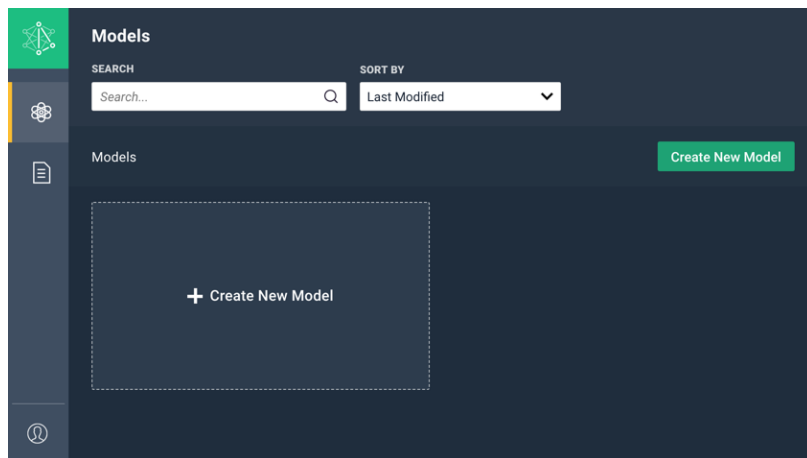 Models
SEARCH
SORT BY
Search...
Last Modified
Models
Create New Model
Create New Model